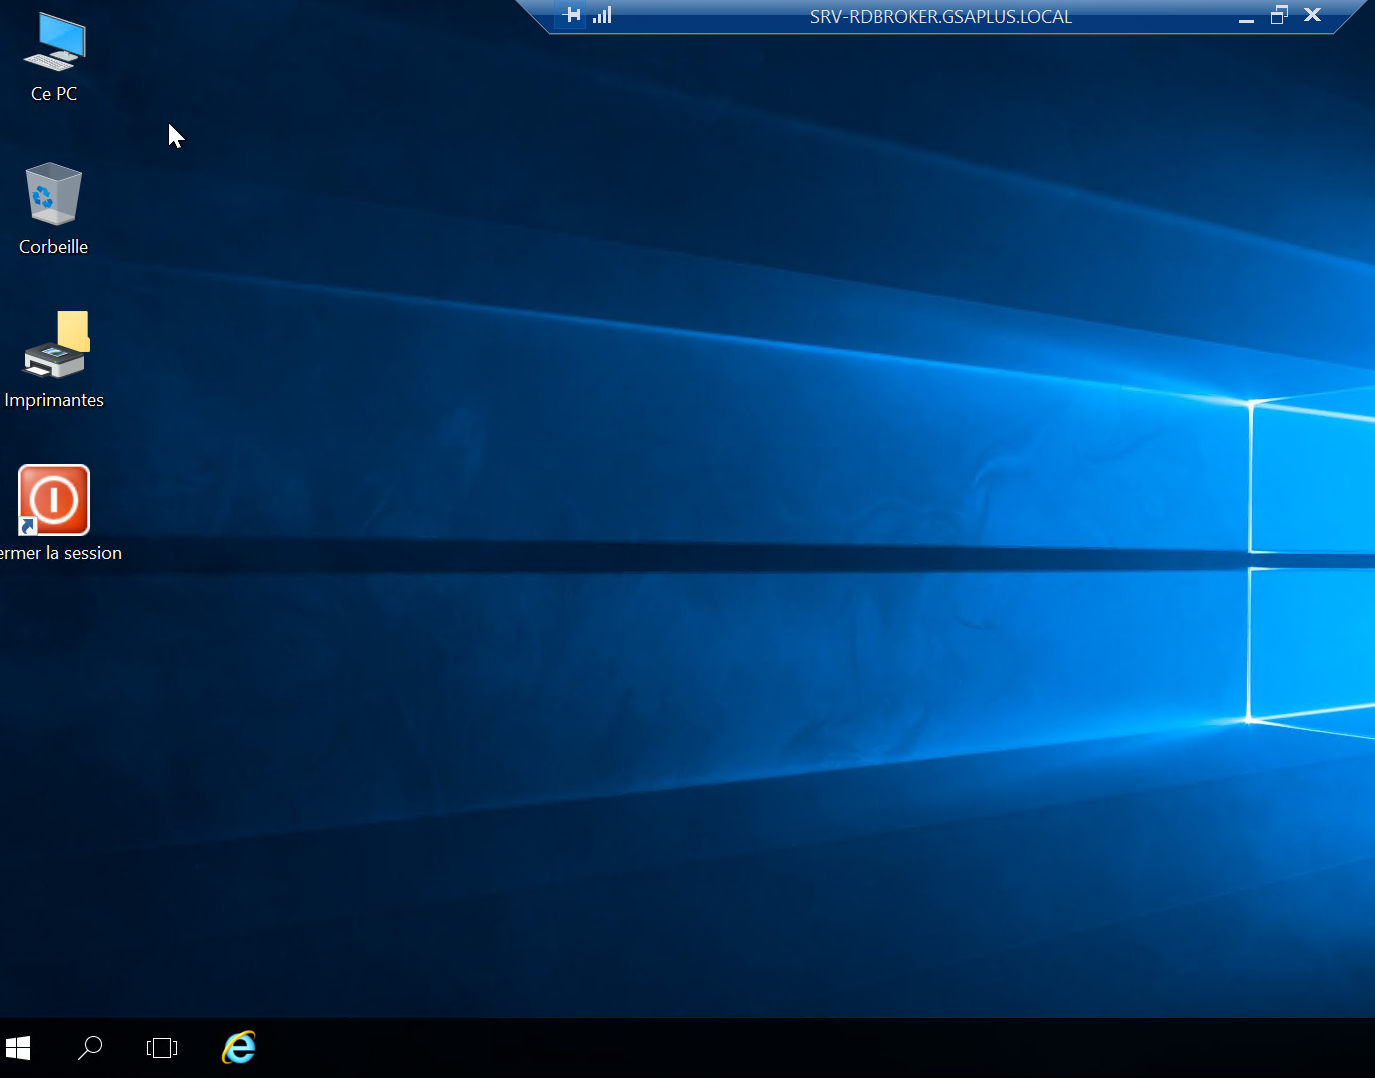 SRV-RDBROKER.GSAPLUS.LOCAL
Ce PC
Corbeille
Imprimantes
ermer la session